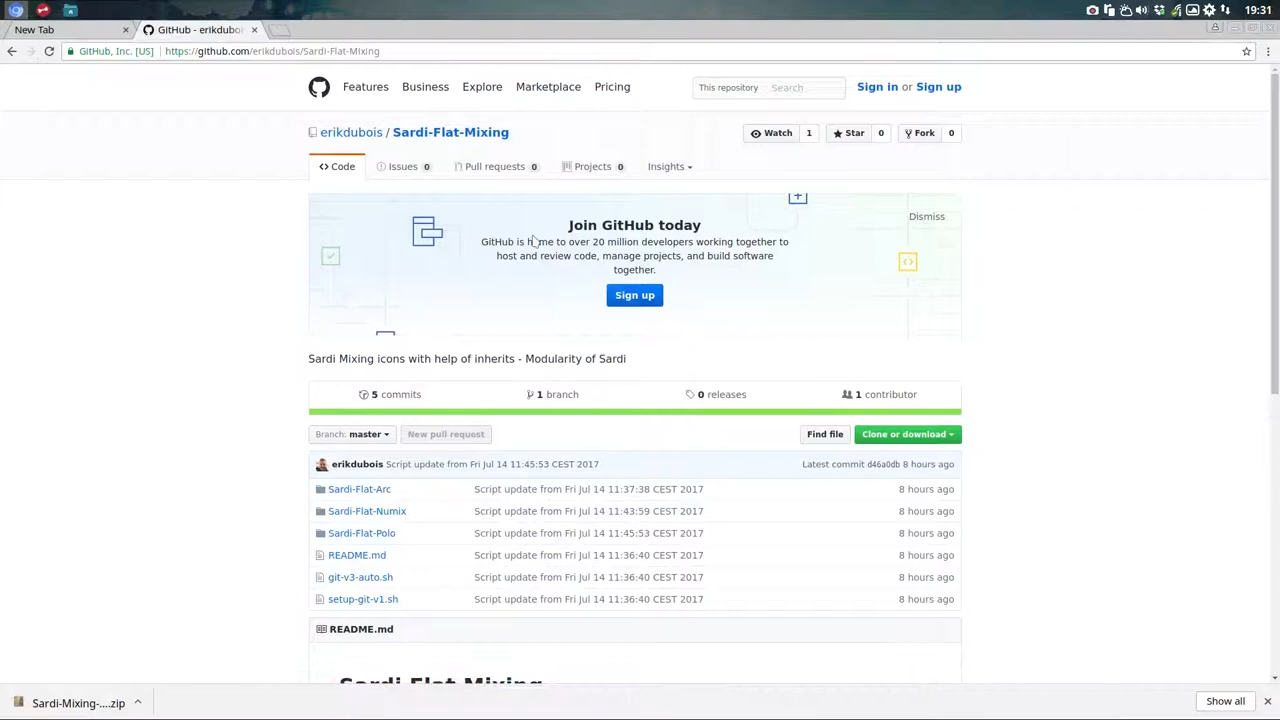 19:31
New Tab
GitHub - erikduboi
GitHub, Inc. [US] https://github.com/erikdubois/Sardi-Flat-Mixing
Features Business Explore Marketplace Pricing This repository Search Sign in or Sign up
erikdubois / Sardi-Flat-Mixing
Watch 1 Star 0 Fork 0
Code Issues 0 Pull requests 0 Projects 0 Insights
Join GitHub today
Dismiss
GitHub is home to over 20 million developers working together to
host and review code, manage projects, and build software
together.
Sign up
Sardi Mixing icons with help of inherits - Modularity of Sardi
5 commits 1 branch 0 releases 1 contributor
Branch: master New pull request Find file Clone or download
erikdubois Script update from Fri Jul 14 11:45:53 CEST 2017 Latest commit d46a0db 8 hours ago
Sardi-Flat-Arc Script update from Fri Jul 14 11:37:38 CEST 2017 8 hours ago
Sardi-Flat-Numix Script update from Fri Jul 14 11:43:59 CEST 2017 8 hours ago
Sardi-Flat-Polo Script update from Fri Jul 14 11:45:53 CEST 2017 8 hours ago
README.md Script update from Fri Jul 14 11:36:40 CEST 2017 8 hours ago
git-v3-auto.sh Script update from Fri Jul 14 11:36:40 CEST 2017 8 hours ago
setup-git-v1.sh Script update from Fri Jul 14 11:36:40 CEST 2017 8 hours ago
README.md
Sardi-Flat-Mixing
Sardi-Mixing-....zip
Show all